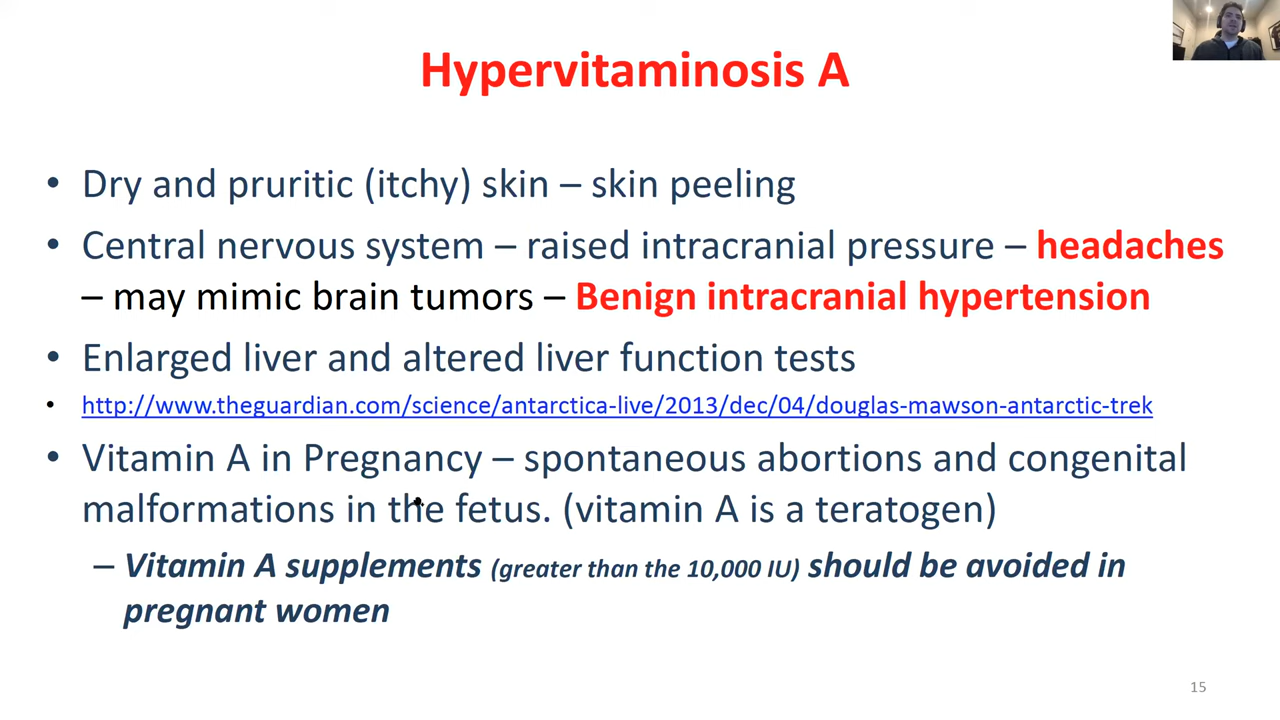 Hypervitaminosis A
• Dry and pruritic (itchy) skin – skin peeling
• Central nervous system – raised intracranial pressure – headaches
– may mimic brain tumors – Benign intracranial hypertension
• Enlarged liver and altered liver function tests
• http://www.theguardian.com/science/antarctica-live/2013/dec/04/douglas-mawson-antarctic-trek
• Vitamin A in Pregnancy – spontaneous abortions and congenital
malformations in the fetus. (vitamin A is a teratogen)
– Vitamin A supplements (greater than the 10,000 IU) should be avoided in
pregnant women
15